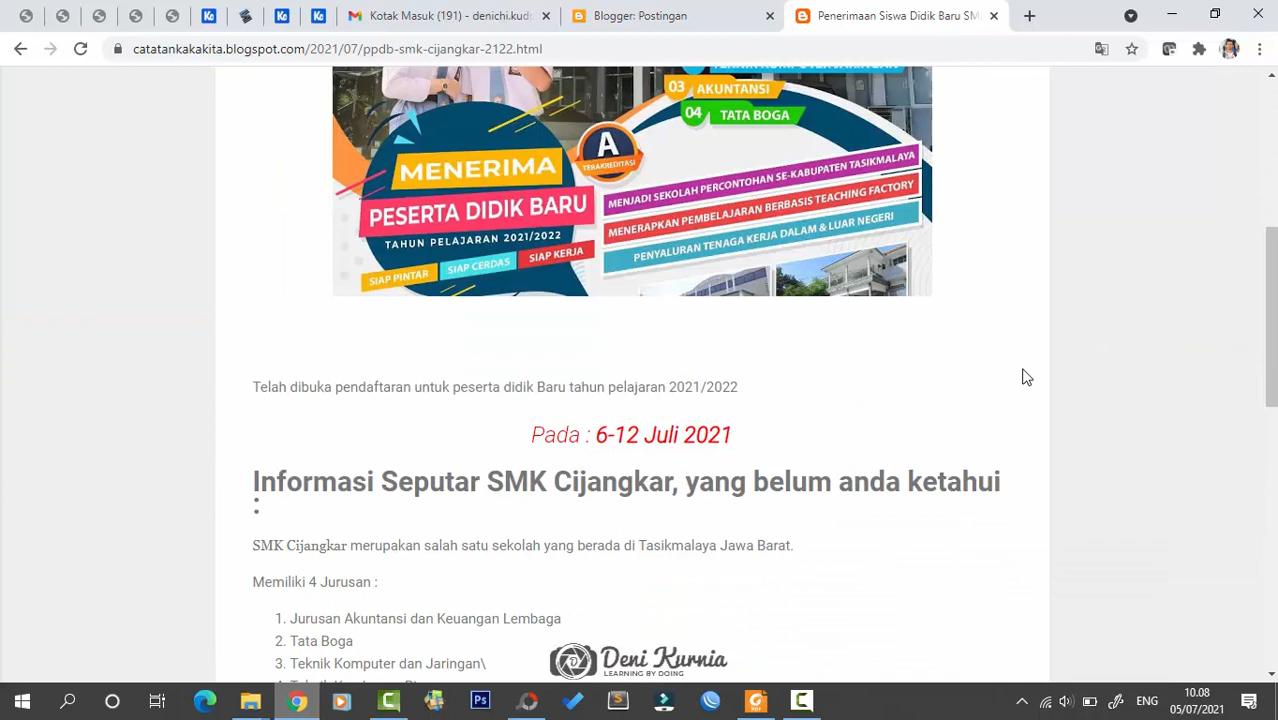 Kotak Masuk (191) - denichi.kudp
Blogger: Postingan
Penerimaan Siswa Didik Baru SM
catatankakakita.blogspot.com/2021/07/ppdb-smk-cijangkar-2122.html
03 AKUNTANSI
04 TATA BOGA
A
TERAKREDITASI
MENERIMA
PESERTA DIDIK BARU
TAHUN PELAJARAN 2021/2022
SIAP PINTAR
SIAP CERDAS
SIAP KERJA
MENJADI SEKOLAH PERCONTOHAN SE-KABUPATEN TASIKMALAYA
MENERAPKAN PEMBELAJARAN BERBASIS TEACHING FACTORY
PENYALURAN TENAGA KERJA DALAM & LUAR NEGERI
Telah dibuka pendaftaran untuk peserta didik Baru tahun pelajaran 2021/2022
Pada : 6-12 Juli 2021
Informasi Seputar SMK Cijangkar, yang belum anda ketahui
:
SMK Cijangkar merupakan salah satu sekolah yang berada di Tasikmalaya Jawa Barat.
Memiliki 4 Jurusan :
1. Jurusan Akuntansi dan Keuangan Lembaga
2. Tata Boga
3. Teknik Komputer dan Jaringan\
Deni Kurnia
LEARNING BY DOING
ENG
10.08
05/07/2021